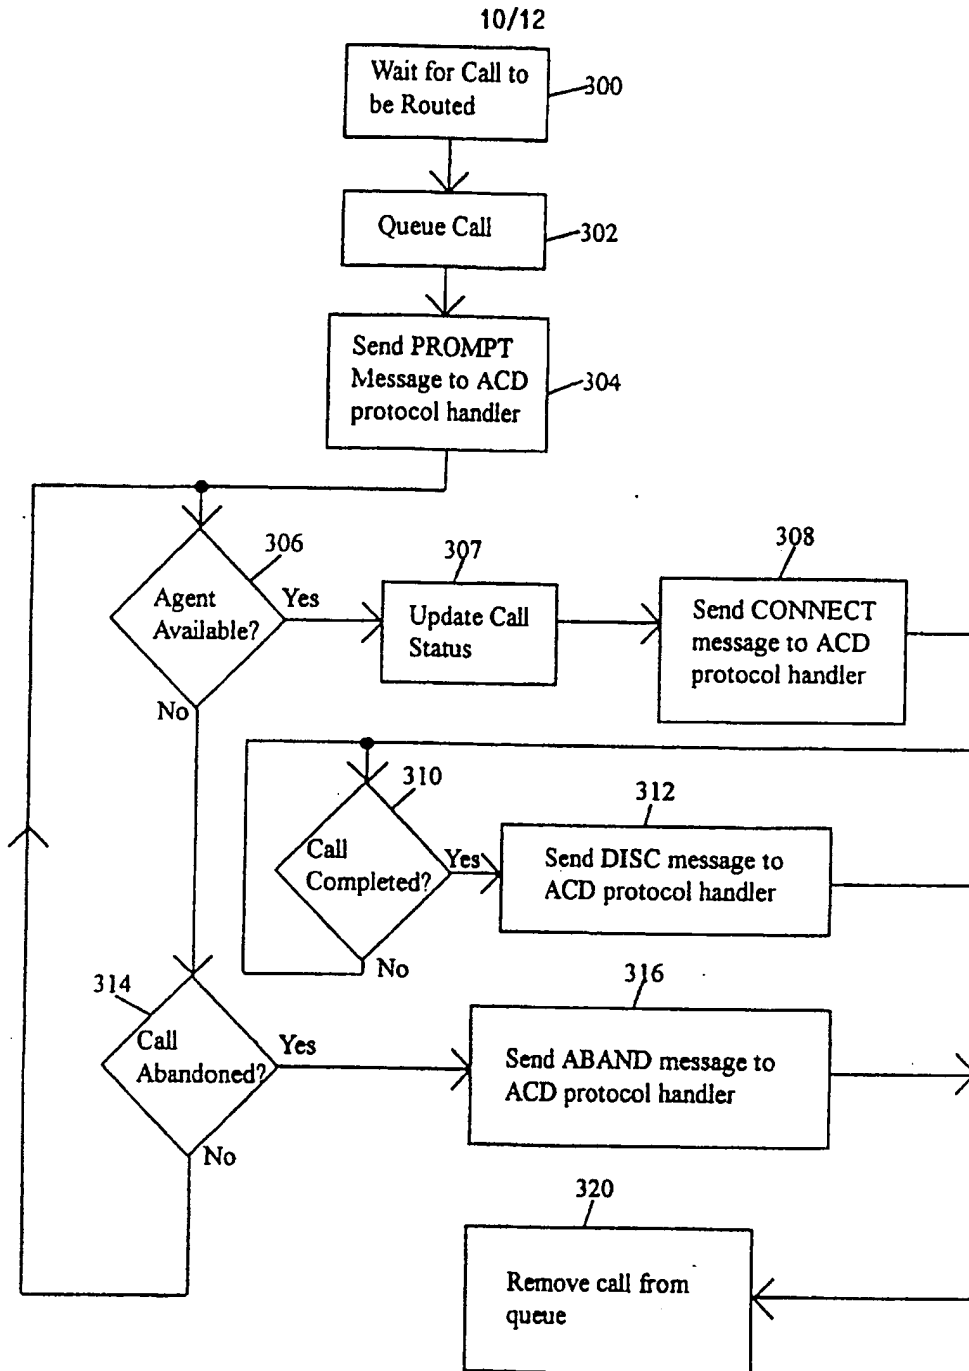 10/12
Wait for Call to
be Routed
300
Queue Call
302
Send PROMPT
Message to ACD
protocol handler
304
306
Agent
Available?
Yes
No
307
Update Call
Status
308
Send CONNECT
message to ACD
protocol handler
310
Call
Completed?
Yes
No
312
Send DISC message to
ACD protocol handler
314
Call
Abandoned?
Yes
No
316
Send ABAND message to
ACD protocol handler
320
Remove call from
queue